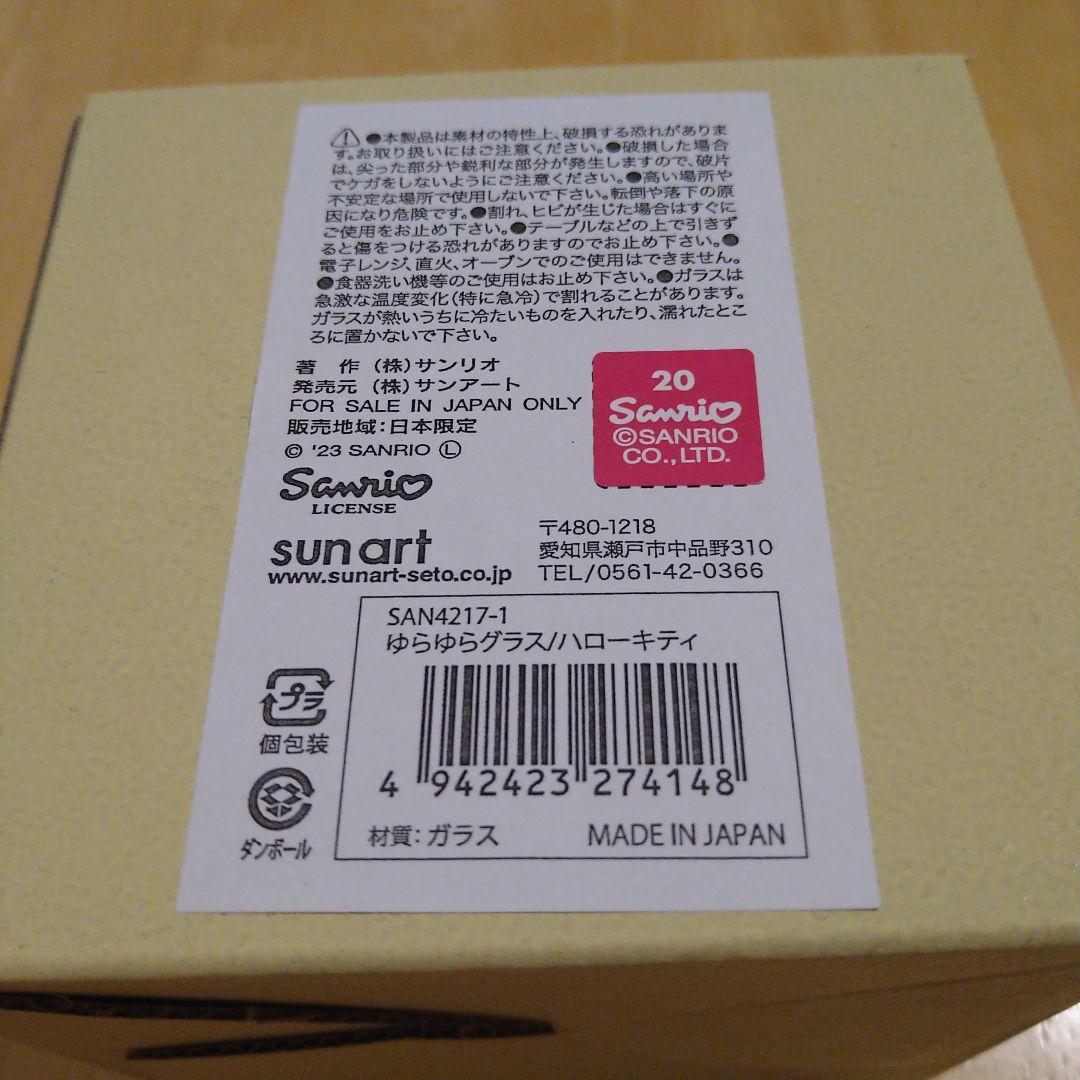 ●本製品は素材の特性上、破損する恐れがありま
す。お取り扱いにはご注意ください。●破損した場合
は、尖った部分や鋭利な部分が発生しますので、破片
でケガをしないようにご注意ください。●高い場所や
不安定な場所で使用しないで下さい。転倒や落下の原
因になり危険です。●割れ、ヒビが生じた場合はすぐに
ご使用をお止め下さい。●テーブルなどの上で引きず
ると傷をつける恐れがありますのでお止め下さい。●
電子レンジ、直火、オーブンでのご使用はできません。
●食器洗い機等のご使用はお止め下さい。●ガラスは
急激な温度変化(特に急冷)で割れることがあります。
ガラスが熱いうちに冷たいものを入れたり、濡れたとこ
ろに置かないで下さい。
著 作 (株)サンリオ
発売元 (株)サンアート
FOR SALE IN JAPAN ONLY
販売地域:日本限定
© '23 SANRIO Ⓛ
Sanrio
LICENSE
20
Sanrio
©SANRIO
CO.,LTD.
sun art
www.sunart-seto.co.jp
〒480-1218
愛知県瀬戸市中品野310
TEL/0561-42-0366
SAN4217-1
ゆらゆらグラス/ハローキティ
4 942423 274148
材質:ガラス MADE IN JAPAN
プラ
個包装
ダンボール